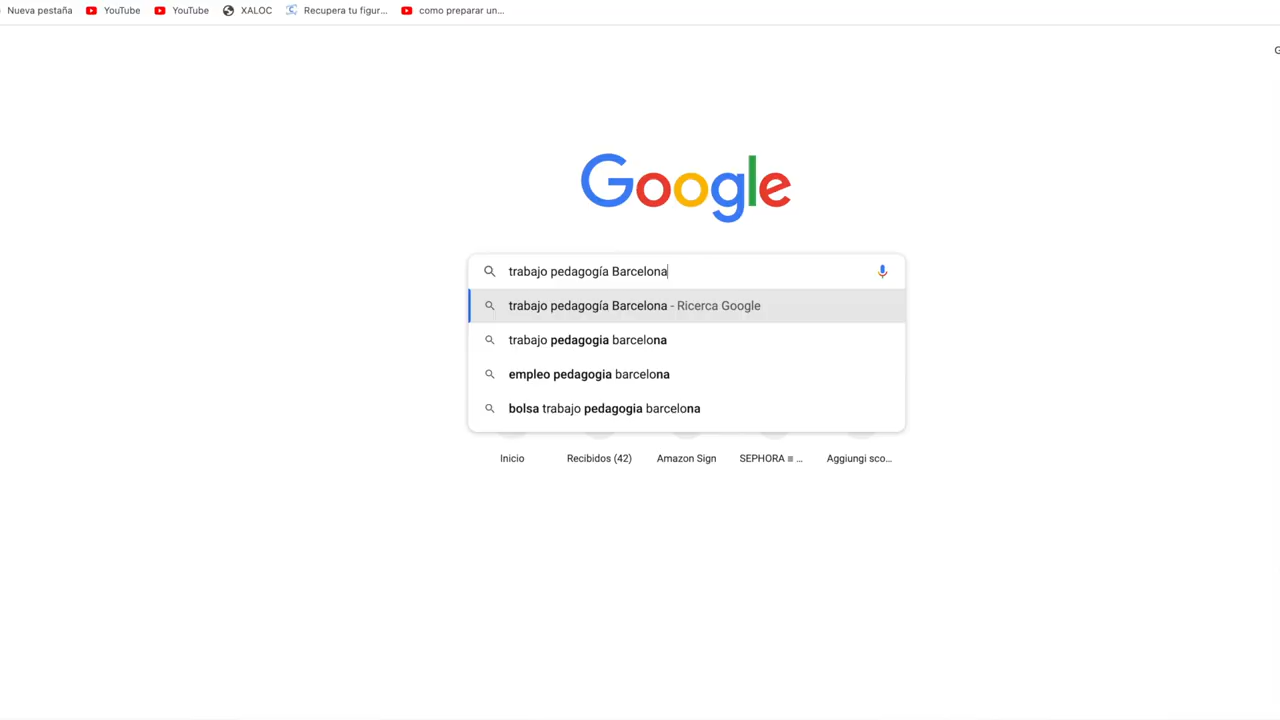 Nueva pestaña YouTube YouTube XALOC Recupera tu figur... como preparar un...
G
Google
trabajo pedagogía Barcelona
trabajo pedagogía Barcelona - Ricerca Google
trabajo pedagogia barcelona
empleo pedagogia barcelona
bolsa trabajo pedagogia barcelona
Inicio Recibidos (42) Amazon Sign SEPHORA ≡ ... Aggiungi sco...